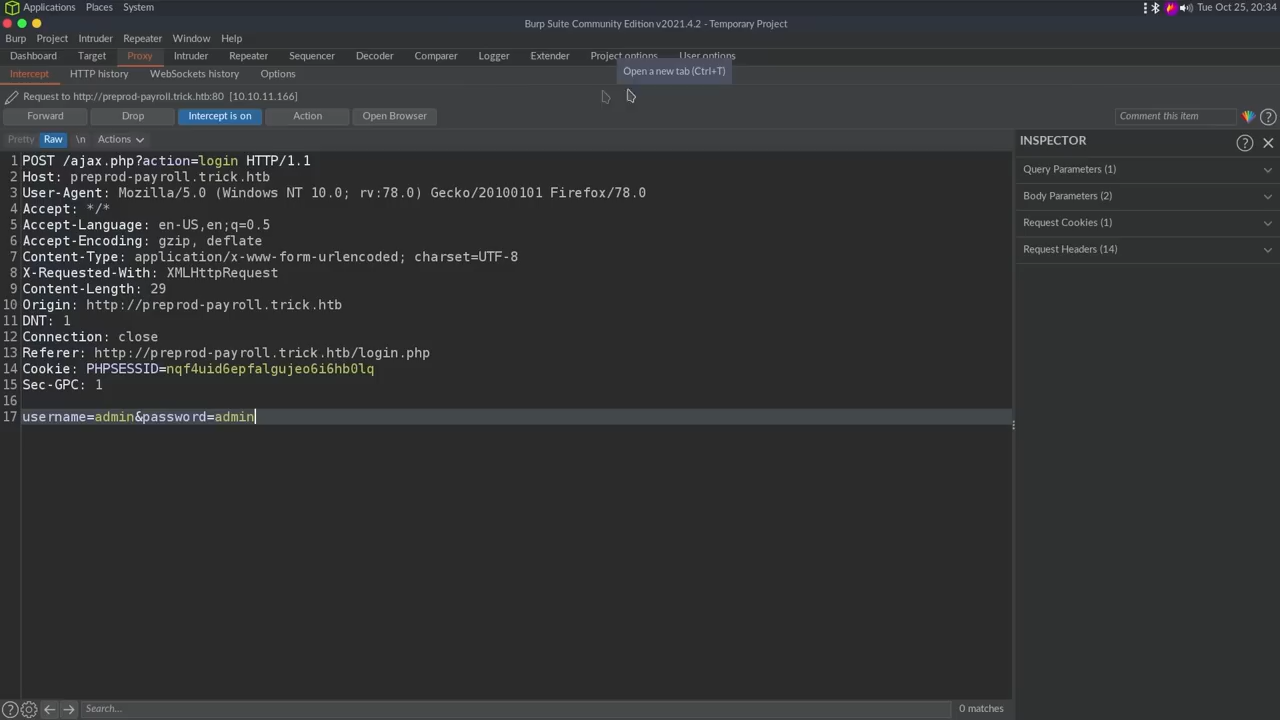 Applications Places System Tue Oct 25, 20:34
Burp Suite Community Edition v2021.4.2 - Temporary Project
Burp Project Intruder Repeater Window Help
Dashboard Target Proxy Intruder Repeater Sequencer Decoder Comparer Logger Extender Project options User options
Open a new tab (Ctrl+T)
Intercept HTTP history WebSockets history Options
Request to http://preprod-payroll.trick.htb:80 [10.10.11.166]
Forward Drop Intercept is on Action Open Browser Comment this item
Pretty Raw \n Actions
INSPECTOR
Query Parameters (1)
Body Parameters (2)
Request Cookies (1)
Request Headers (14)
1 POST /ajax.php?action=login HTTP/1.1
2 Host: preprod-payroll.trick.htb
3 User-Agent: Mozilla/5.0 (Windows NT 10.0; rv:78.0) Gecko/20100101 Firefox/78.0
4 Accept: */*
5 Accept-Language: en-US,en;q=0.5
6 Accept-Encoding: gzip, deflate
7 Content-Type: application/x-www-form-urlencoded; charset=UTF-8
8 X-Requested-With: XMLHttpRequest
9 Content-Length: 29
10 Origin: http://preprod-payroll.trick.htb
11 DNT: 1
12 Connection: close
13 Referer: http://preprod-payroll.trick.htb/login.php
14 Cookie: PHPSESSID=nqf4uid6epfalgujeo6i6hb0lq
15 Sec-GPC: 1
16
17 username=admin&password=admin
Search... 0 matches